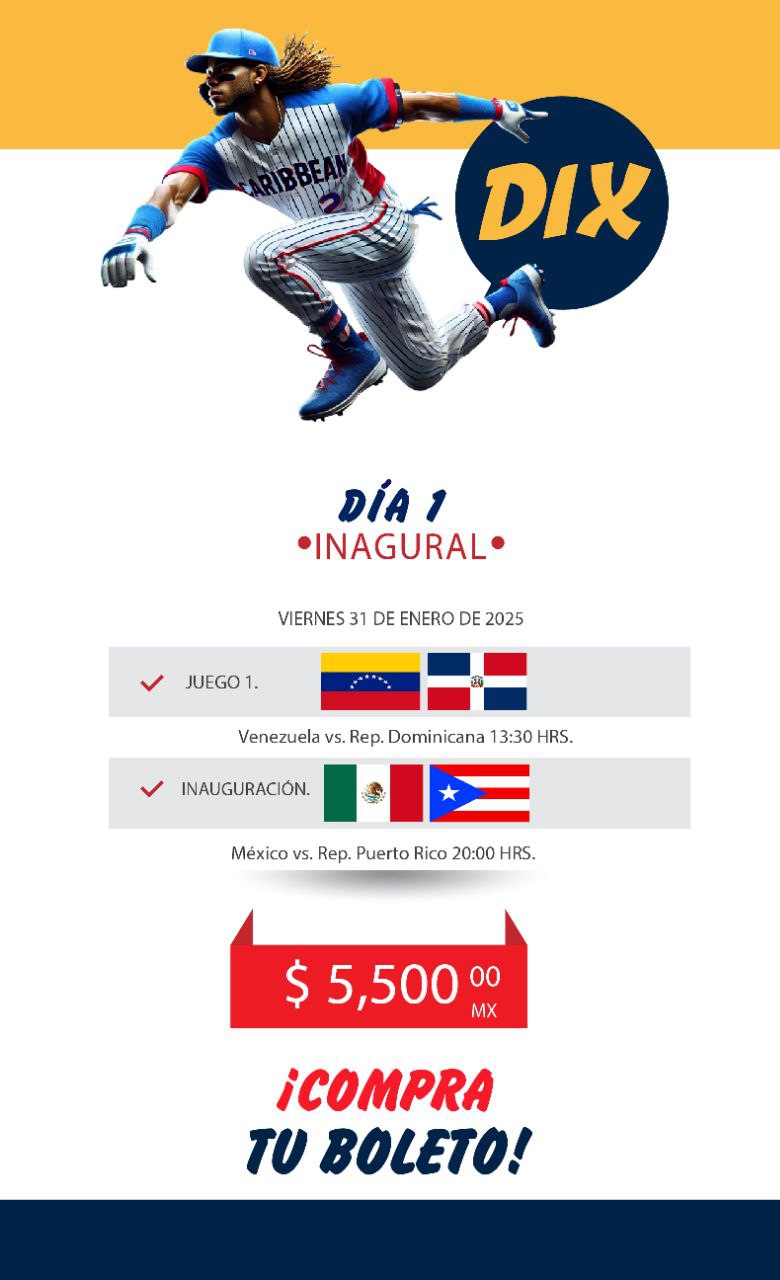 CARIBBEAN
2
DIX
DÍA 1
•INAGURAL•
VIERNES 31 DE ENERO DE 2025
JUEGO 1.
Venezuela vs. Rep. Dominicana 13:30 HRS.
INAUGURACIÓN.
México vs. Rep. Puerto Rico 20:00 HRS.
$ 5,500 00
MX
¡COMPRA
TU BOLETO!